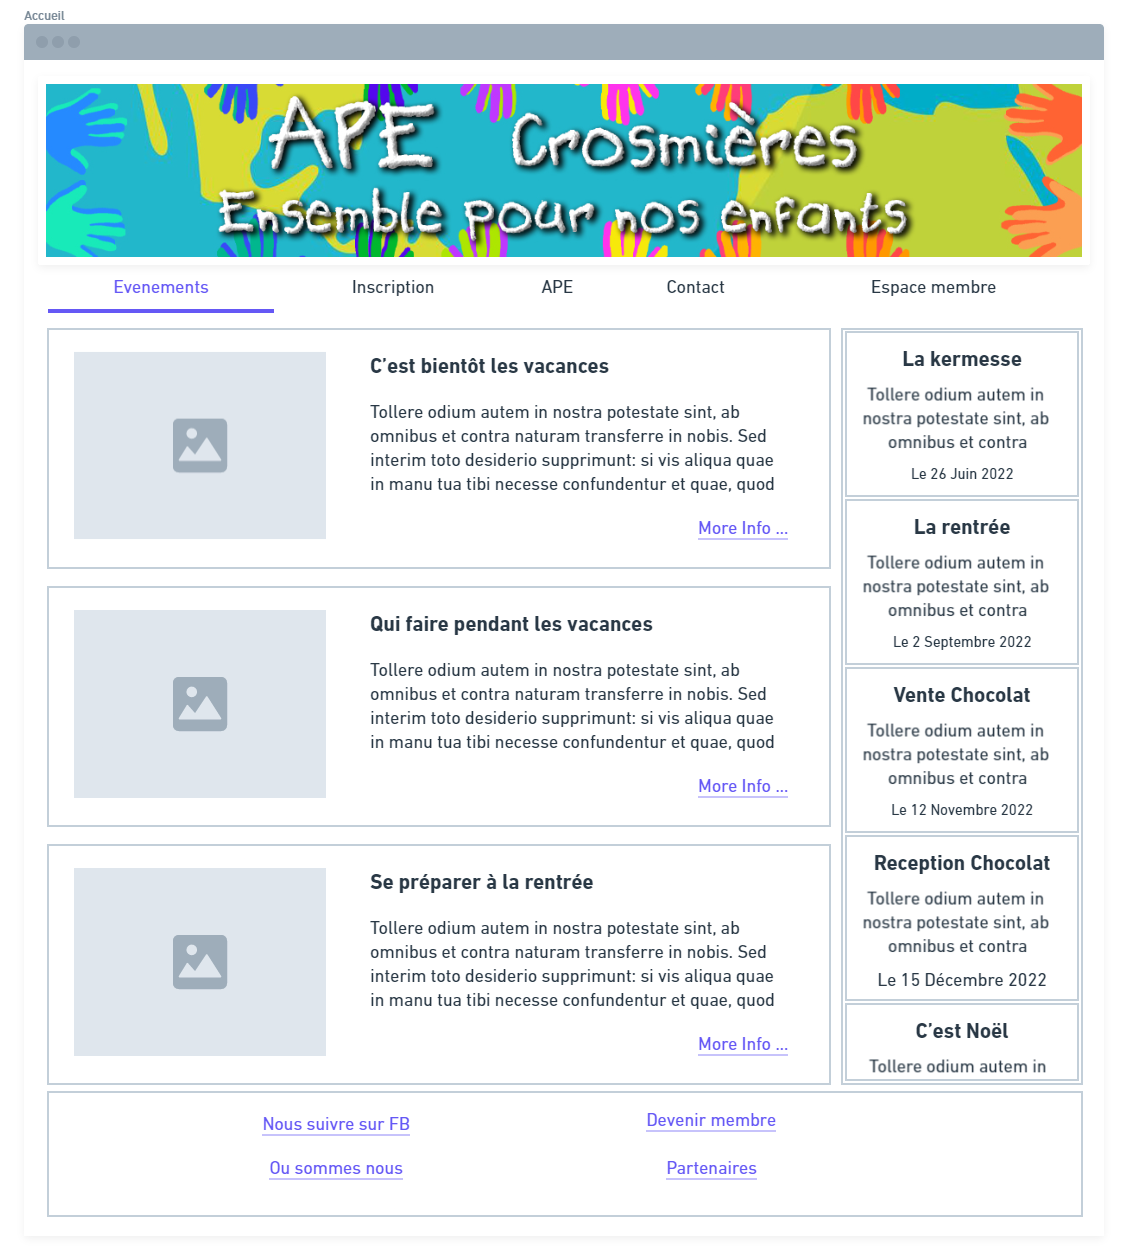 Accueil
APE Crosmières
Ensemble pour nos enfants
Evenements
Inscription
APE
Contact
Espace membre
C’est bientôt les vacances
Tollere odium autem in nostra potestate sint, ab
omnibus et contra naturam transferre in nobis. Sed
interim toto desiderio supprimunt: si vis aliqua quae
in manu tua tibi necesse confundentur et quae, quod
More Info ...
Qui faire pendant les vacances
Tollere odium autem in nostra potestate sint, ab
omnibus et contra naturam transferre in nobis. Sed
interim toto desiderio supprimunt: si vis aliqua quae
in manu tua tibi necesse confundentur et quae, quod
More Info ...
Se préparer à la rentrée
Tollere odium autem in nostra potestate sint, ab
omnibus et contra naturam transferre in nobis. Sed
interim toto desiderio supprimunt: si vis aliqua quae
in manu tua tibi necesse confundentur et quae, quod
More Info ...
La kermesse
Tollere odium autem in
nostra potestate sint, ab
omnibus et contra
Le 26 Juin 2022
La rentrée
Tollere odium autem in
nostra potestate sint, ab
omnibus et contra
Le 2 Septembre 2022
Vente Chocolat
Tollere odium autem in
nostra potestate sint, ab
omnibus et contra
Le 12 Novembre 2022
Reception Chocolat
Tollere odium autem in
nostra potestate sint, ab
omnibus et contra
Le 15 Décembre 2022
C’est Noël
Tollere odium autem in
Nous suivre sur FB
Devenir membre
Ou sommes nous
Partenaires